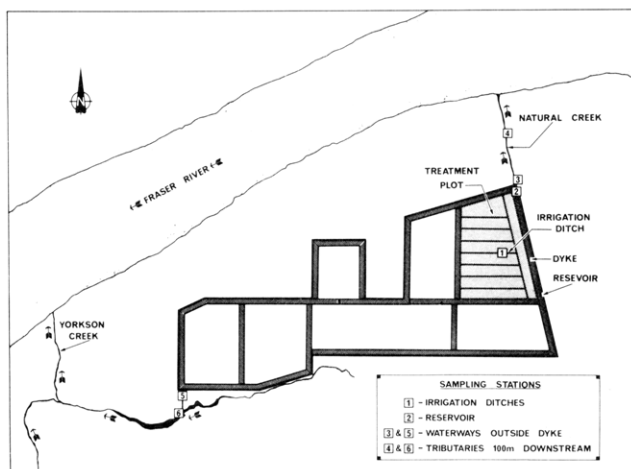 N
NATURAL CREEK
4
TREATMENT
PLOT
3
2
FRASER RIVER
IRRIGATION
DITCH
1
DYKE
RESEVOIR
YORKSON
CREEK
5
6
SAMPLING STATIONS
1 - IRRIGATION DITCHES
2 - RESERVOIR
3 & 5 - WATERWAYS OUTSIDE DYKE
4 & 6 - TRIBUTARIES 100m DOWNSTREAM